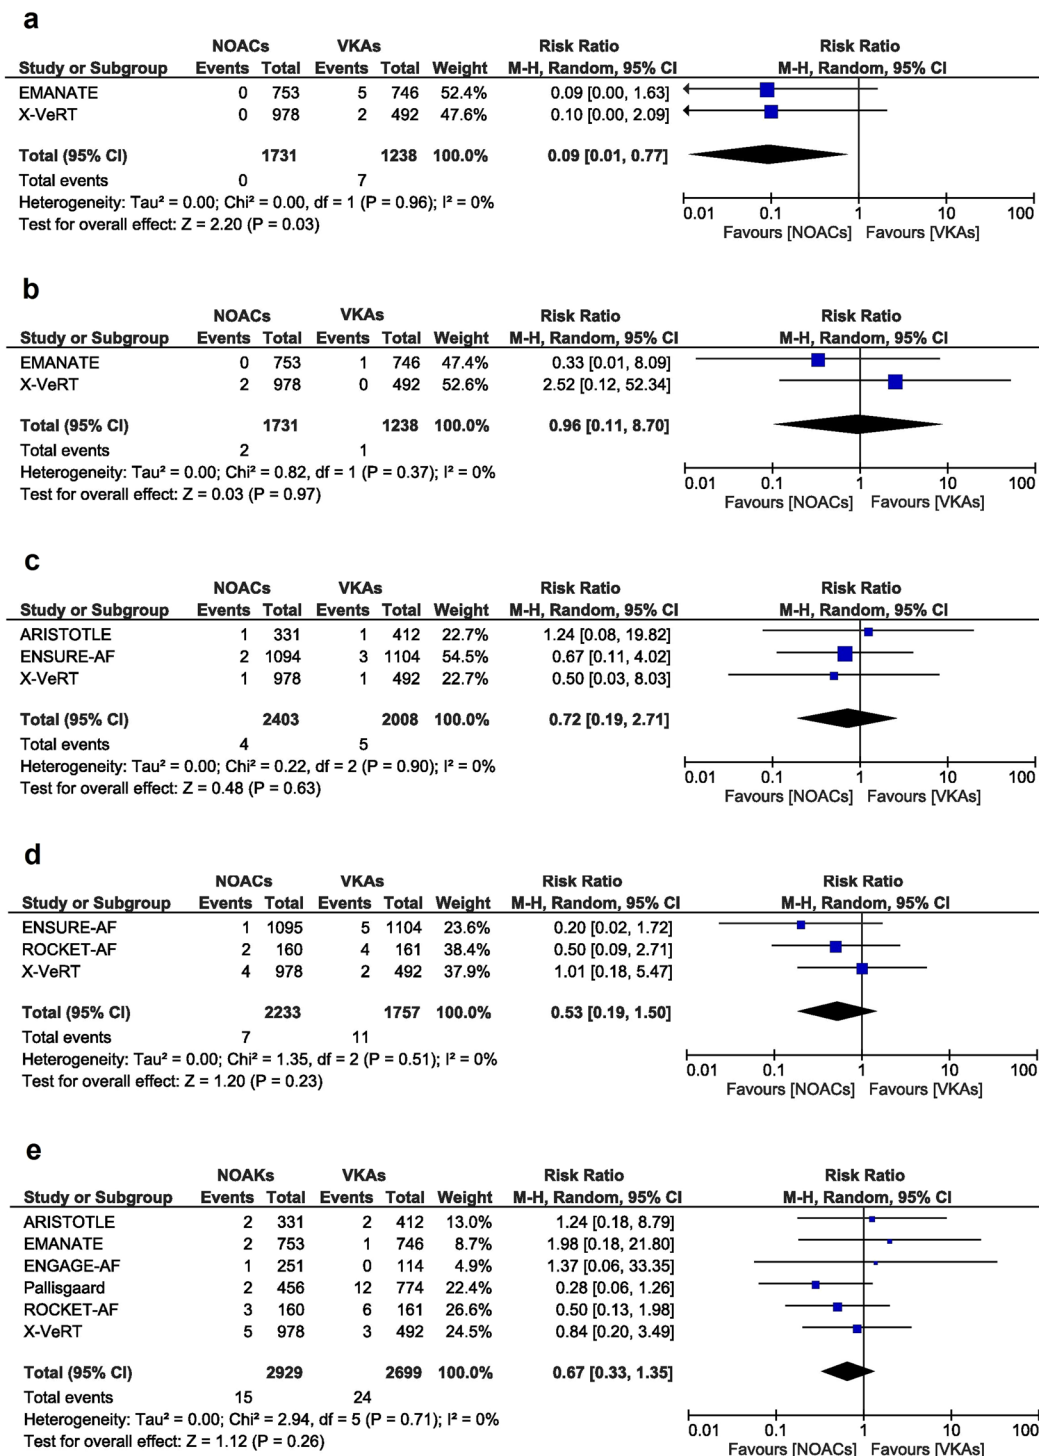 a
NOACs VKAs Risk Ratio Risk Ratio
Study or Subgroup Events Total Events Total Weight M-H, Random, 95% CI M-H, Random, 95% CI
EMANATE 0 753 5 746 52.4% 0.09 [0.00, 1.63]
X-VeRT 0 978 2 492 47.6% 0.10 [0.00, 2.09]
Total (95% CI) 1731 1238 100.0% 0.09 [0.01, 0.77]
Total events 0 7
Heterogeneity: Tau² = 0.00; Chi² = 0.00, df = 1 (P = 0.96); I² = 0%
Test for overall effect: Z = 2.20 (P = 0.03)
0.01 0.1 1 10 100
Favours [NOACs] Favours [VKAs]
b
NOACs VKAs Risk Ratio Risk Ratio
Study or Subgroup Events Total Events Total Weight M-H, Random, 95% CI M-H, Random, 95% CI
EMANATE 0 753 1 746 47.4% 0.33 [0.01, 8.09]
X-VeRT 2 978 0 492 52.6% 2.52 [0.12, 52.34]
Total (95% CI) 1731 1238 100.0% 0.96 [0.11, 8.70]
Total events 2 1
Heterogeneity: Tau² = 0.00; Chi² = 0.82, df = 1 (P = 0.37); I² = 0%
Test for overall effect: Z = 0.03 (P = 0.97)
0.01 0.1 1 10 100
Favours [NOACs] Favours [VKAs]
c
NOACs VKAs Risk Ratio Risk Ratio
Study or Subgroup Events Total Events Total Weight M-H, Random, 95% CI M-H, Random, 95% CI
ARISTOTLE 1 331 1 412 22.7% 1.24 [0.08, 19.82]
ENSURE-AF 2 1094 3 1104 54.5% 0.67 [0.11, 4.02]
X-VeRT 1 978 1 492 22.7% 0.50 [0.03, 8.03]
Total (95% CI) 2403 2008 100.0% 0.72 [0.19, 2.71]
Total events 4 5
Heterogeneity: Tau² = 0.00; Chi² = 0.22, df = 2 (P = 0.90); I² = 0%
Test for overall effect: Z = 0.48 (P = 0.63)
0.01 0.1 1 10 100
Favours [NOACs] Favours [VKAs]
d
NOACs VKAs Risk Ratio Risk Ratio
Study or Subgroup Events Total Events Total Weight M-H, Random, 95% CI M-H, Random, 95% CI
ENSURE-AF 1 1095 5 1104 23.6% 0.20 [0.02, 1.72]
ROCKET-AF 2 160 4 161 38.4% 0.50 [0.09, 2.71]
X-VeRT 4 978 2 492 37.9% 1.01 [0.18, 5.47]
Total (95% CI) 2233 1757 100.0% 0.53 [0.19, 1.50]
Total events 7 11
Heterogeneity: Tau² = 0.00; Chi² = 1.35, df = 2 (P = 0.51); I² = 0%
Test for overall effect: Z = 1.20 (P = 0.23)
0.01 0.1 1 10 100
Favours [NOACs] Favours [VKAs]
e
NOAKs VKAs Risk Ratio Risk Ratio
Study or Subgroup Events Total Events Total Weight M-H, Random, 95% CI M-H, Random, 95% CI
ARISTOTLE 2 331 2 412 13.0% 1.24 [0.18, 8.79]
EMANATE 2 753 1 746 8.7% 1.98 [0.18, 21.80]
ENGAGE-AF 1 251 0 114 4.9% 1.37 [0.06, 33.35]
Pallisgaard 2 456 12 774 22.4% 0.28 [0.06, 1.26]
ROCKET-AF 3 160 6 161 26.6% 0.50 [0.13, 1.98]
X-VeRT 5 978 3 492 24.5% 0.84 [0.20, 3.49]
Total (95% CI) 2929 2699 100.0% 0.67 [0.33, 1.35]
Total events 15 24
Heterogeneity: Tau² = 0.00; Chi² = 2.94, df = 5 (P = 0.71); I² = 0%
Test for overall effect: Z = 1.12 (P = 0.26)
0.01 0.1 1 10 100
Favours [NOACs] Favours [VKAs]